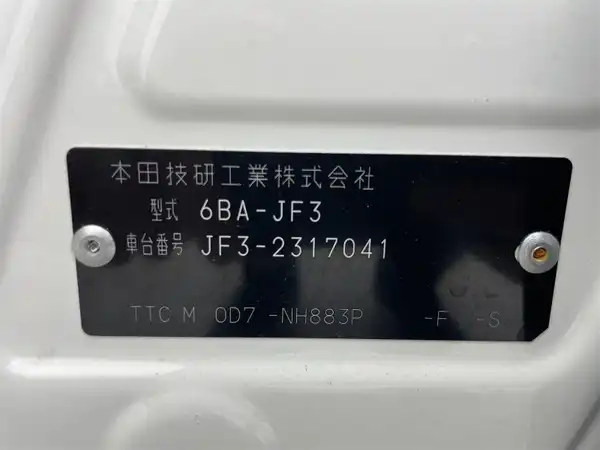 本田技研工業株式会社
型式 6BA-JF3
車台番号 JF3-2317041
TTC M 0D7 -NH883P -F -S